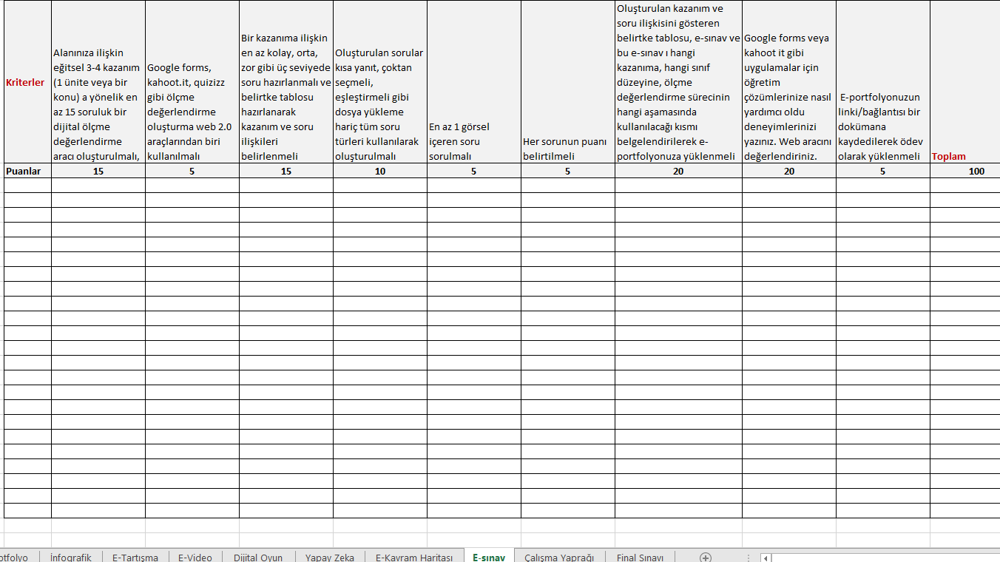 Kriterler
Alanınıza ilişkin
eğitsel 3-4 kazanım
(1 ünite veya bir
konu) a yönelik en
az 15 soruluk bir
dijital ölçme
değerlendirme
aracı oluşturulmalı,
Google forms,
kahoot.it, quizizz
gibi ölçme
değerlendirme
oluşturma web 2.0
araçlarından biri
kullanılmalı
Bir kazanıma ilişkin
en az kolay, orta,
zor gibi üç seviyede
soru hazırlanmalı ve
belirtke tablosu
hazırlanarak
kazanım ve soru
ilişkileri
belirlenmeli
Oluşturulan sorular
kısa yanıt, çoktan
seçmeli,
eşleştirmeli gibi
dosya yükleme
hariç tüm soru
türleri kullanılarak
oluşturulmalı
En az 1 görsel
içeren soru
sorulmalı
Her sorunun puanı
belirtilmeli
Oluşturulan kazanım ve
soru ilişkisini gösteren
belirtke tablosu, e-sınav ve
bu e-sınav ı hangi
kazanıma, hangi sınıf
düzeyine, ölçme
değerlendirme sürecinin
hangi aşamasında
kullanılacağı kısmı
belgelendirilerek e-
portfolyonuza yüklenmeli
Google forms veya
kahoot it gibi
uygulamalar için
öğretim
çözümlerinize nasıl
yardımcı oldu
deneyimlerinizi
yazınız. Web aracını
değerlendiriniz.
E-portfolyonuzun
linki/bağlantısı bir
dokümana
kaydedilerek ödev
olarak yüklenmeli
Toplam
Puanlar 15 5 15 10 5 5 20 20 5 100
otfolyo İnfografik E-Tartışma E-Video Dijital Oyun Yapay Zeka E-Kavram Haritası E-sınav Çalışma Yaprağı Final Sınavı